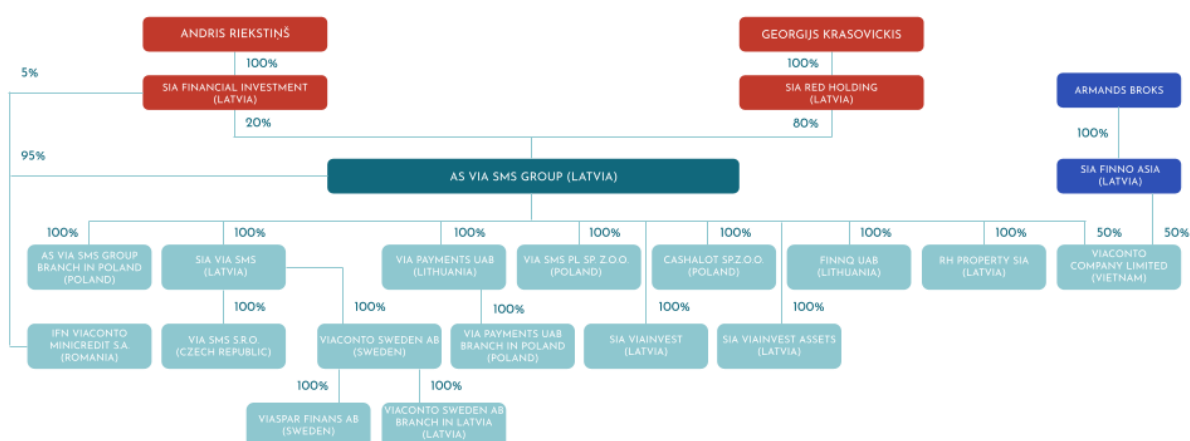 ANDRIS RIEKSTIŅŠ
GEORGIJS KRASOVICKIS
100%
100%
5%
SIA FINANCIAL INVESTMENT
(LATVIA)
SIA RED HOLDING
(LATVIA)
ARMANDS BROKS
20%
80%
100%
95%
AS VIA SMS GROUP (LATVIA)
SIA FINNO ASIA
(LATVIA)
100%
100%
100%
100%
100%
100%
100%
50%
50%
AS VIA SMS GROUP
BRANCH IN POLAND
(POLAND)
SIA VIA SMS
(LATVIA)
VIA PAYMENTS UAB
(LITHUANIA)
VIA SMS PL SP. Z.O.O.
(POLAND)
CASHALOT SP.Z.O.O.
(POLAND)
FINNQ UAB
(LITHUANIA)
RH PROPERTY SIA
(LATVIA)
VIACONTO
COMPANY LIMITED
(VIETNAM)
100%
100%
100%
100%
100%
IFN VIACONTO
MINICREDIT S.A.
(ROMANIA)
VIA SMS S.R.O.
(CZECH REPUBLIC)
VIACONTO SWEDEN AB
(SWEDEN)
VIA PAYMENTS UAB
BRANCH IN POLAND
(POLAND)
SIA VIAINVEST
(LATVIA)
SIA VIAINVEST ASSETS
(LATVIA)
100%
100%
VIASPAR FINANS AB
(SWEDEN)
VIACONTO SWEDEN AB
BRANCH IN LATVIA
(LATVIA)